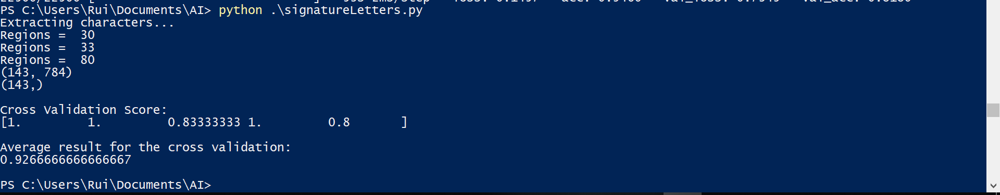 PS C:\Users\Rui\Documents\AI> python .\signatureLetters.py
Extracting characters...
Regions =  30
Regions =  33
Regions =  80
(143, 784)
(143,)
Cross Validation Score:
[1.         1.         0.83333333 1.         0.8       ]
Average result for the cross validation:
0.9266666666666667
PS C:\Users\Rui\Documents\AI>